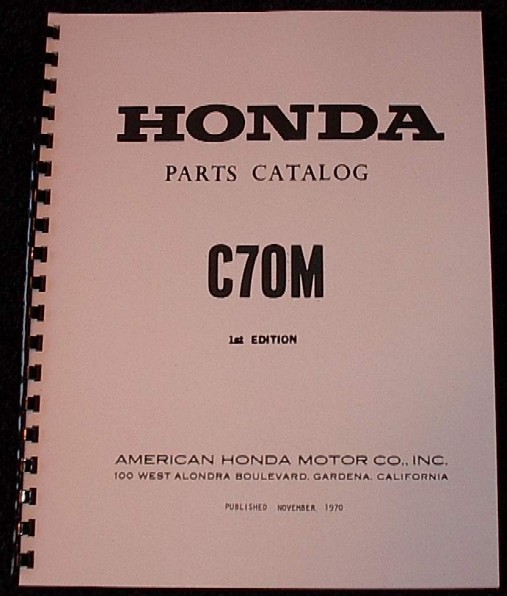 HONDA
PARTS CATALOG
C70M
1st EDITION
AMERICAN HONDA MOTOR CO., INC.
100 WEST ALONDRA BOULEVARD, GARDENA, CALIFORNIA
PUBLISHED NOVEMBER, 1970